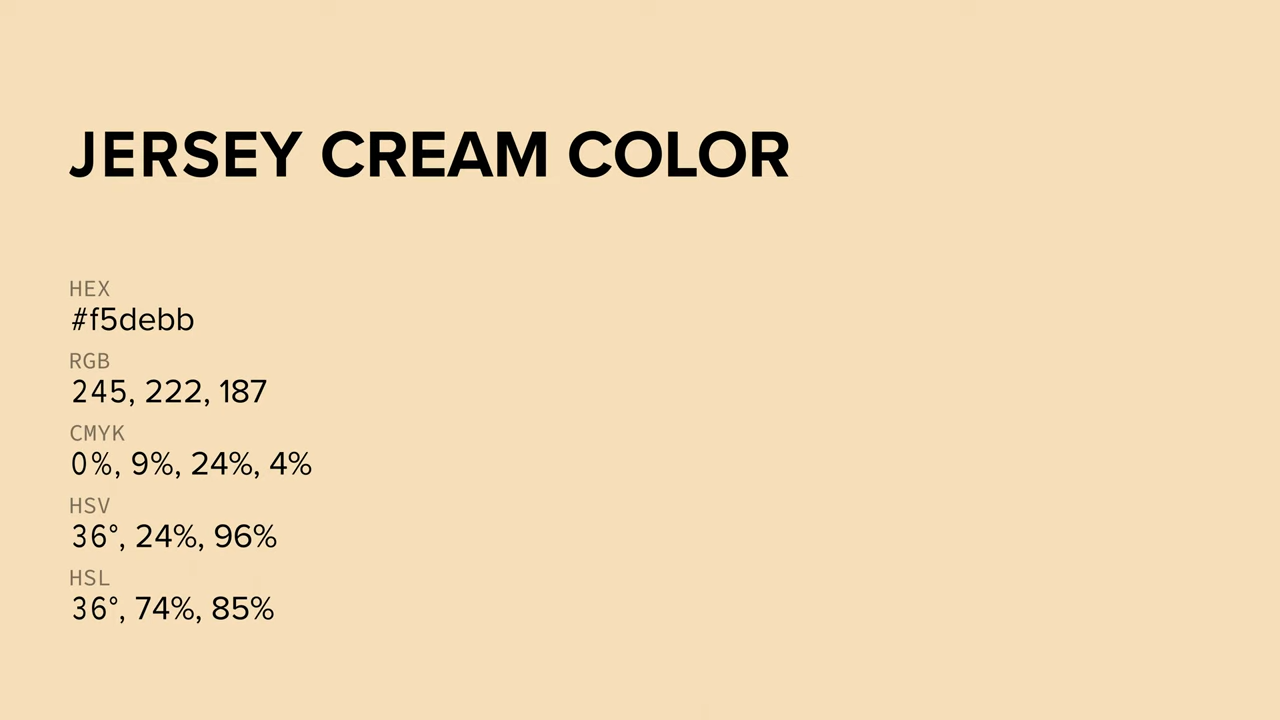 JERSEY CREAM COLOR
HEX
#f5debb
RGB
245, 222, 187
CMYK
0%, 9%, 24%, 4%
HSV
36°, 24%, 96%
HSL
36°, 74%, 85%